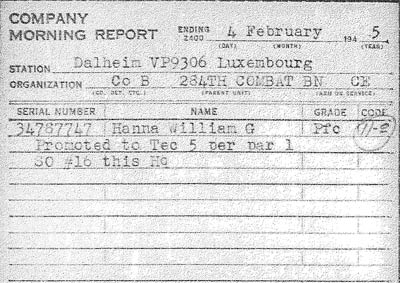 COMPANY
MORNING REPORT ENDING 2400 4 February 194 5
(DAY) (MONTH) (YEAR)
STATION Dalheim VP9306 Luxembourg
ORGANIZATION Co B 284TH COMBAT BN CE
(CO. DET. ETC.) (PARENT UNIT) (ARM OR SERVICE)
SERIAL NUMBER NAME GRADE CODE
34787747 Hanna William G Pfc
Promoted to Tec 5 per par 1
SO #16 this Hq